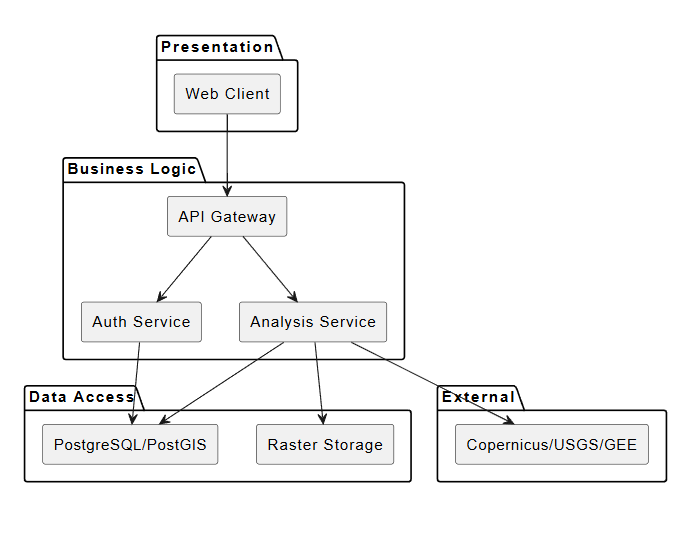 Presentation
Web Client
Business Logic
API Gateway
Auth Service
Analysis Service
Data Access
External
PostgreSQL/PostGIS
Raster Storage
Copernicus/USGS/GEE